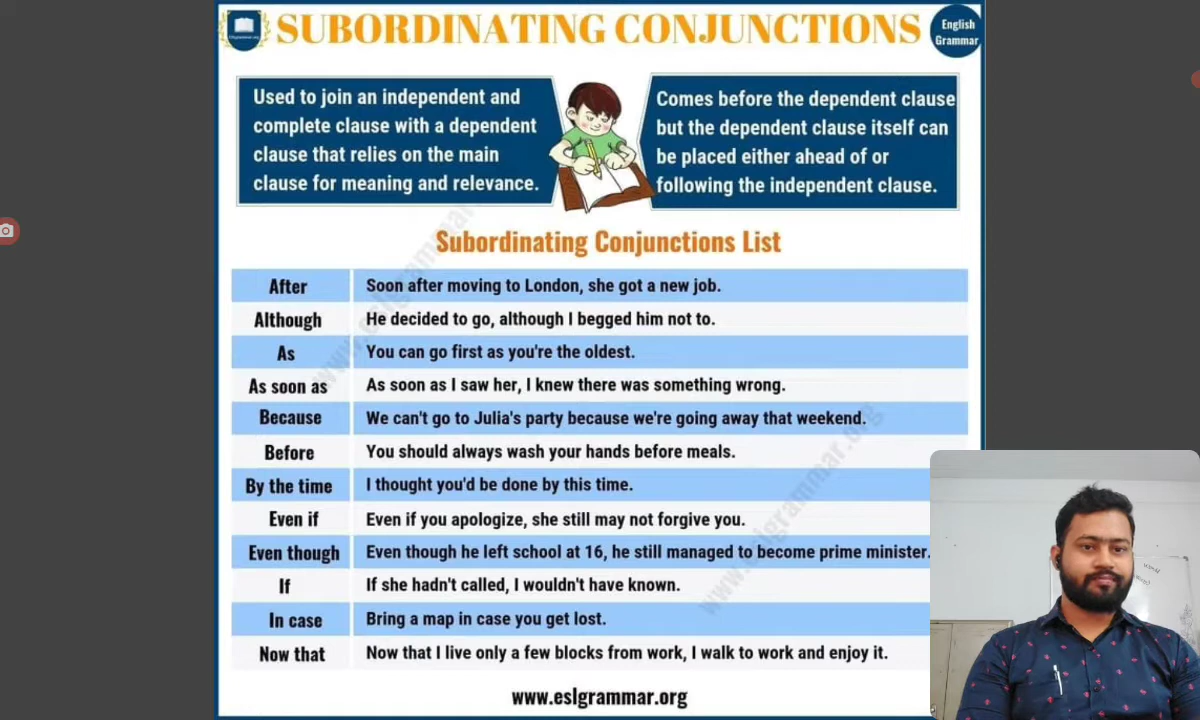 SUBORDINATING CONJUNCTIONS
English
Grammar
Used to join an independent and
complete clause with a dependent
clause that relies on the main
clause for meaning and relevance.
Comes before the dependent clause
but the dependent clause itself can
be placed either ahead of or
following the independent clause.
Subordinating Conjunctions List
After Soon after moving to London, she got a new job.
Although He decided to go, although I begged him not to.
As You can go first as you're the oldest.
As soon as As soon as I saw her, I knew there was something wrong.
Because We can't go to Julia's party because we're going away that weekend.
Before You should always wash your hands before meals.
By the time I thought you'd be done by this time.
Even if Even if you apologize, she still may not forgive you.
Even though Even though he left school at 16, he still managed to become prime minister.
If If she hadn't called, I wouldn't have known.
In case Bring a map in case you get lost.
Now that Now that I live only a few blocks from work, I walk to work and enjoy it.
www.eslgrammar.org
www.eslgrammar.org
www.eslgrammar.org